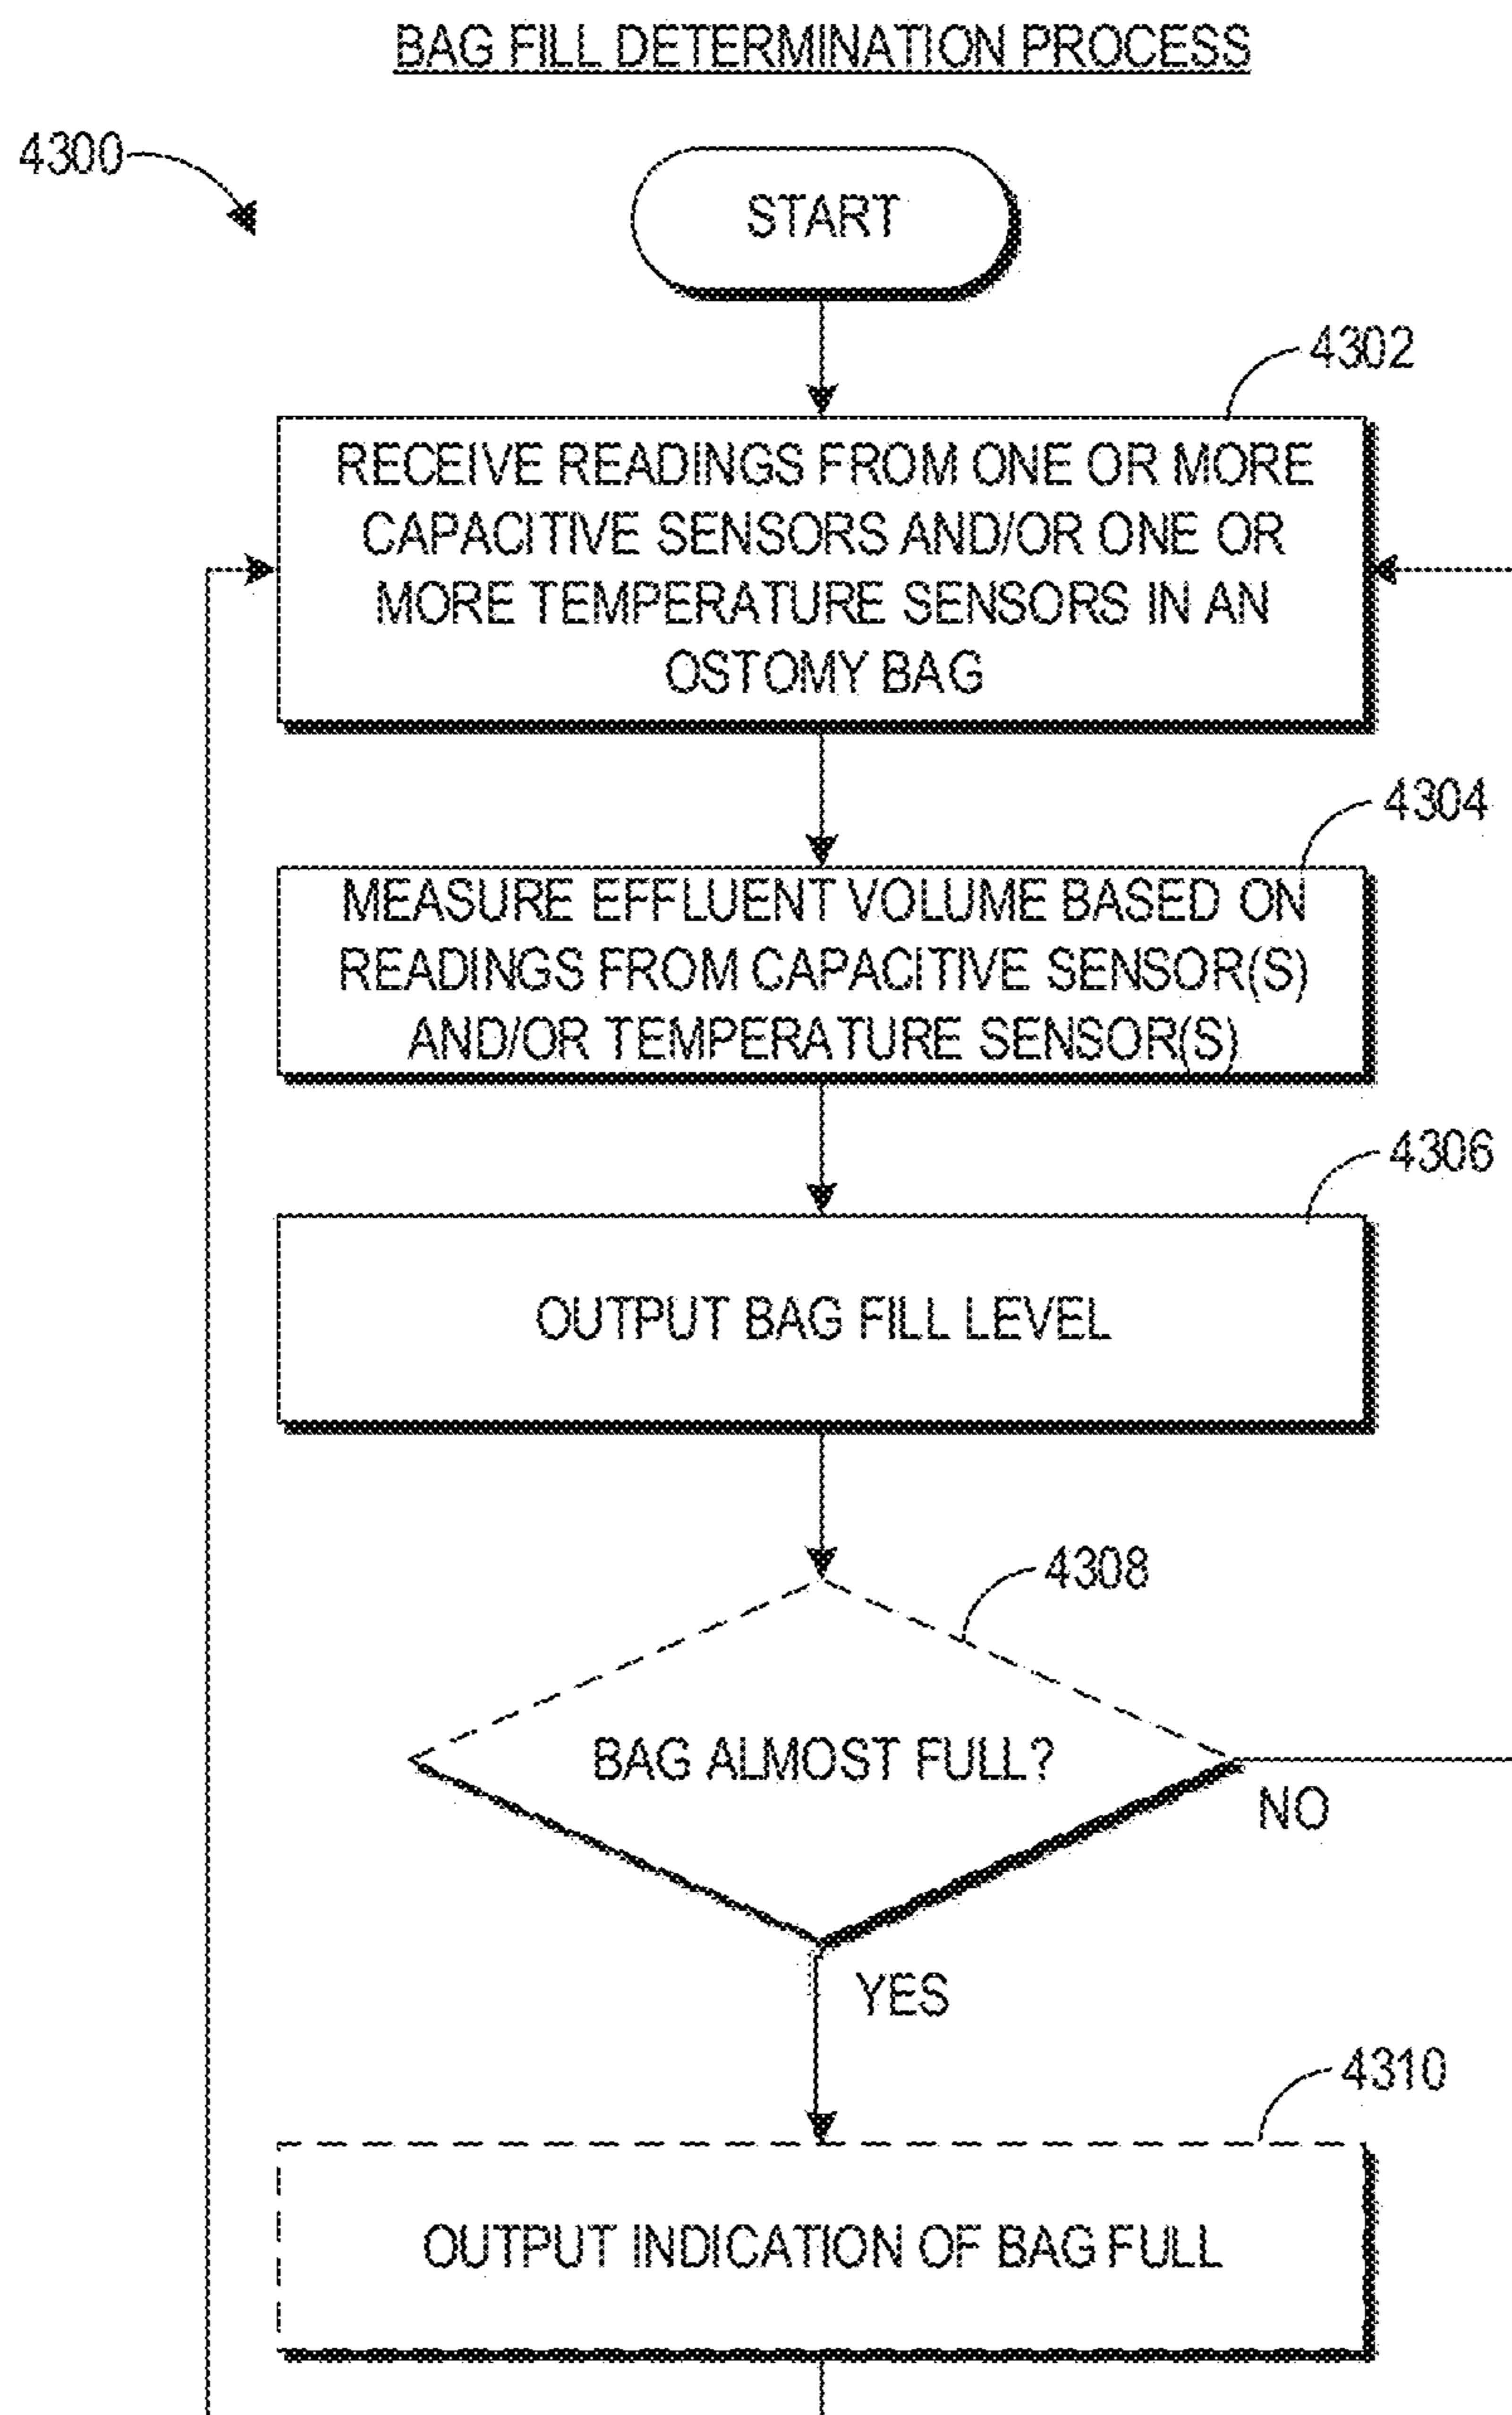 BAG FILL DETERMINATION PROCESS
4300
START
4302
RECEIVE READINGS FROM ONE OR MORE
CAPACITIVE SENSORS AND/OR ONE OR
MORE TEMPERATURE SENSORS IN AN
OSTOMY BAG
4304
MEASURE EFFLUENT VOLUME BASED ON
READINGS FROM CAPACITIVE SENSOR(S)
AND/OR TEMPERATURE SENSOR(S)
4306
OUTPUT BAG FILL LEVEL
4308
BAG ALMOST FULL?
NO
YES
4310
OUTPUT INDICATION OF BAG FULL